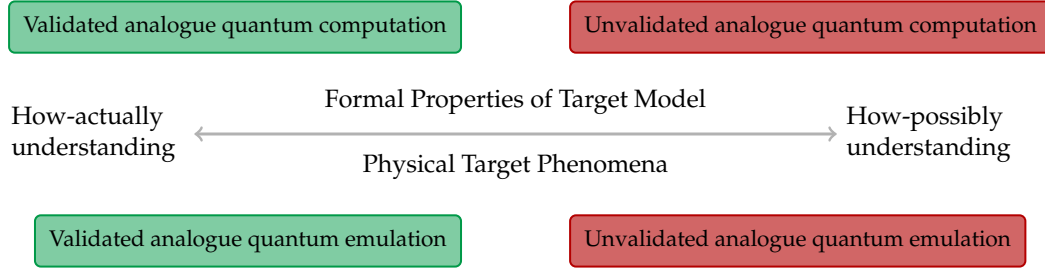 Validated analogue quantum computation
Unvalidated analogue quantum computation
Formal Properties of Target Model
How-actually
understanding
How-possibly
understanding
Physical Target Phenomena
Validated analogue quantum emulation
Unvalidated analogue quantum emulation